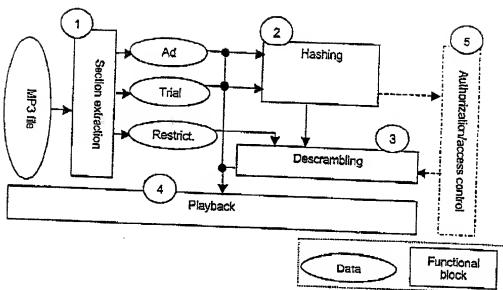 1
2
5
MP3 file
Section extraction
Ad
Trial
Restrict.
Hashing
3
Descrambling
Authorization/access control
4
Playback
Data
Functional
block